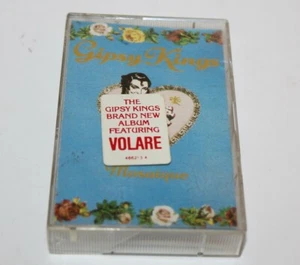 Gipsy Kings
THE
GIPSY KINGS
BRAND NEW
ALBUM
FEATURING
VOLARE
Mosaique